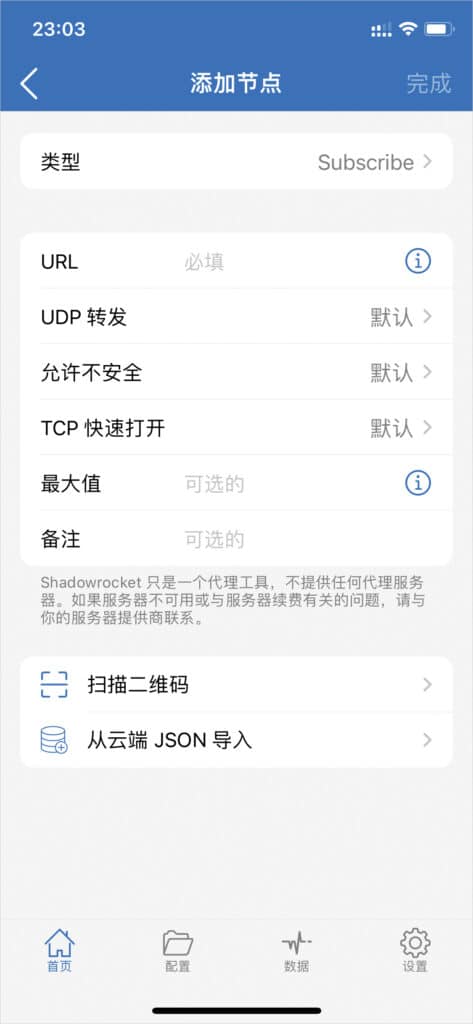 23:03
添加节点
完成
类型 Subscribe
URL 必填
UDP 转发 默认
允许不安全 默认
TCP 快速打开 默认
最大值 可选的
备注 可选的
Shadowrocket 只是一个代理工具，不提供任何代理服务
器。如果服务器不可用或与服务器续费有关的问题，请与
你的服务器提供商联系。
扫描二维码
从云端 JSON 导入
首页 配置 数据 设置